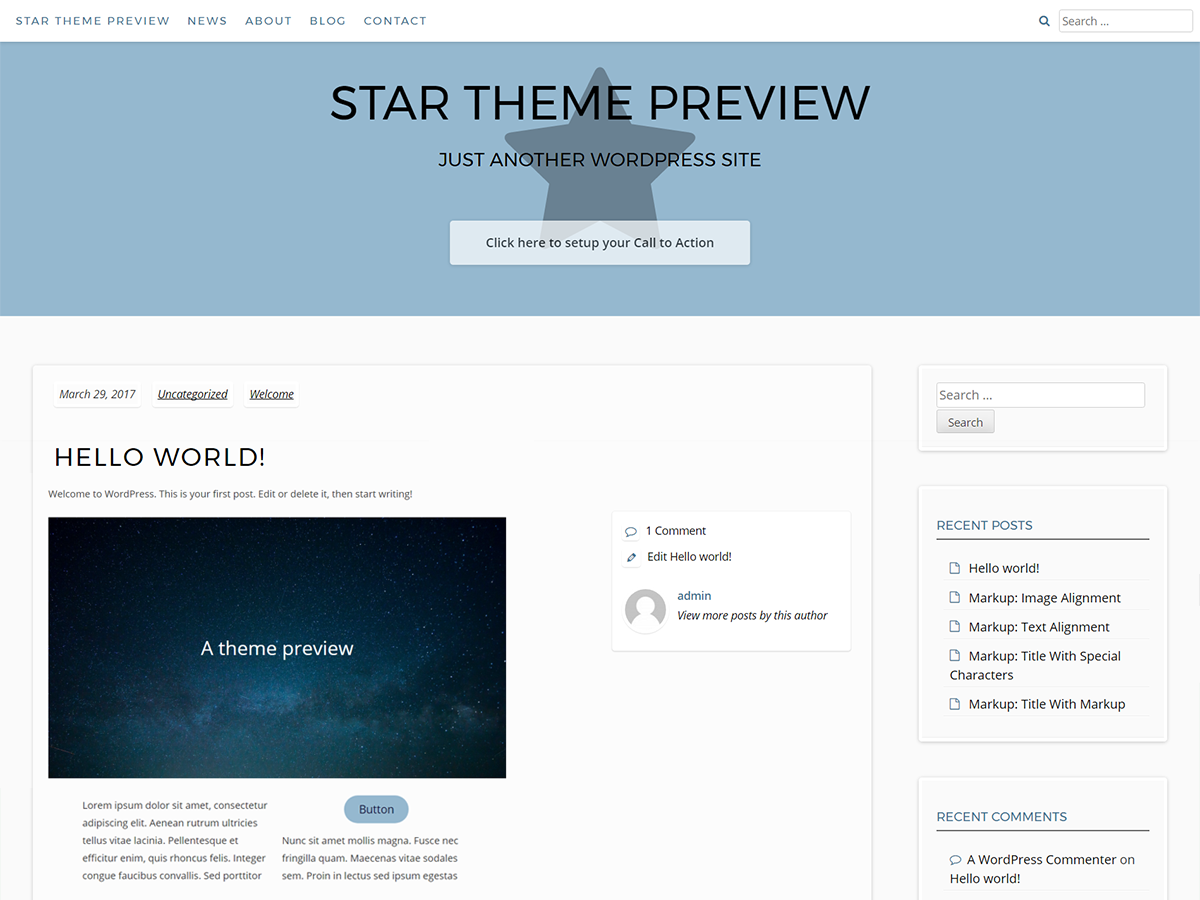 STAR THEME PREVIEW NEWS ABOUT BLOG CONTACT Search ...
STAR THEME PREVIEW
JUST ANOTHER WORDPRESS SITE
Click here to setup your Call to Action
March 29, 2017 Uncategorized Welcome
HELLO WORLD!
Welcome to WordPress. This is your first post. Edit or delete it, then start writing!
A theme preview
1 Comment
Edit Hello world!
admin
View more posts by this author
Lorem ipsum dolor sit amet, consectetur
adipiscing elit. Aenean rutrum ultricies
tellus vitae lacinia. Pellentesque et
efficitur enim, quis rhoncus felis. Integer
congue faucibus convallis. Sed porttitor
Button
Nunc sit amet mollis magna. Fusce nec
fringilla quam. Maecenas vitae sodales
sem. Proin in lectus sed ipsum egestas
Search ...
Search
RECENT POSTS
Hello world!
Markup: Image Alignment
Markup: Text Alignment
Markup: Title With Special
Characters
Markup: Title With Markup
RECENT COMMENTS
A WordPress Commenter on
Hello world!